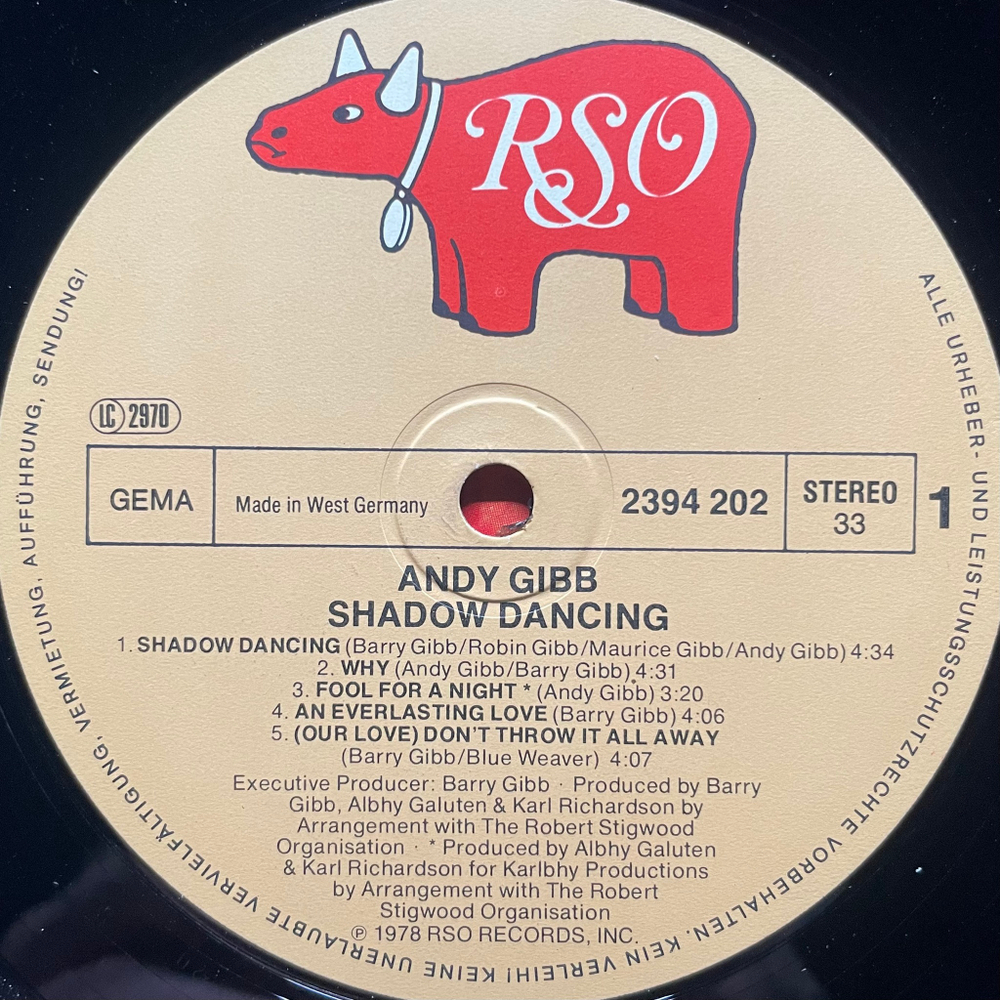 RSO
LC 2970
GEMA
Made in West Germany
2394 202
STEREO
33
1
ANDY GIBB
SHADOW DANCING
1. SHADOW DANCING (Barry Gibb/Robin Gibb/Maurice Gibb/Andy Gibb) 4:34
2. WHY (Andy Gibb/Barry Gibb) 4:31
3. FOOL FOR A NIGHT * (Andy Gibb) 3:20
4. AN EVERLASTING LOVE (Barry Gibb) 4:06
5. (OUR LOVE) DON'T THROW IT ALL AWAY
(Barry Gibb/Blue Weaver) 4:07
Executive Producer: Barry Gibb · Produced by Barry
Gibb, Albhy Galuten & Karl Richardson by
Arrangement with The Robert Stigwood
Organisation · * Produced by Albhy Galuten
& Karl Richardson for Karlbhy Productions
by Arrangement with The Robert
Stigwood Organisation
℗ 1978 RSO RECORDS, INC.
ALLE URHEBER- UND LEISTUNGSSCHUTZRECHTE VORBEHALTEN. KEIN VERLEIH! KEINE UNERLAUBTE VERVIELFÄLTIGUNG, VERMIETUNG, AUFFÜHRUNG, SENDUNG!